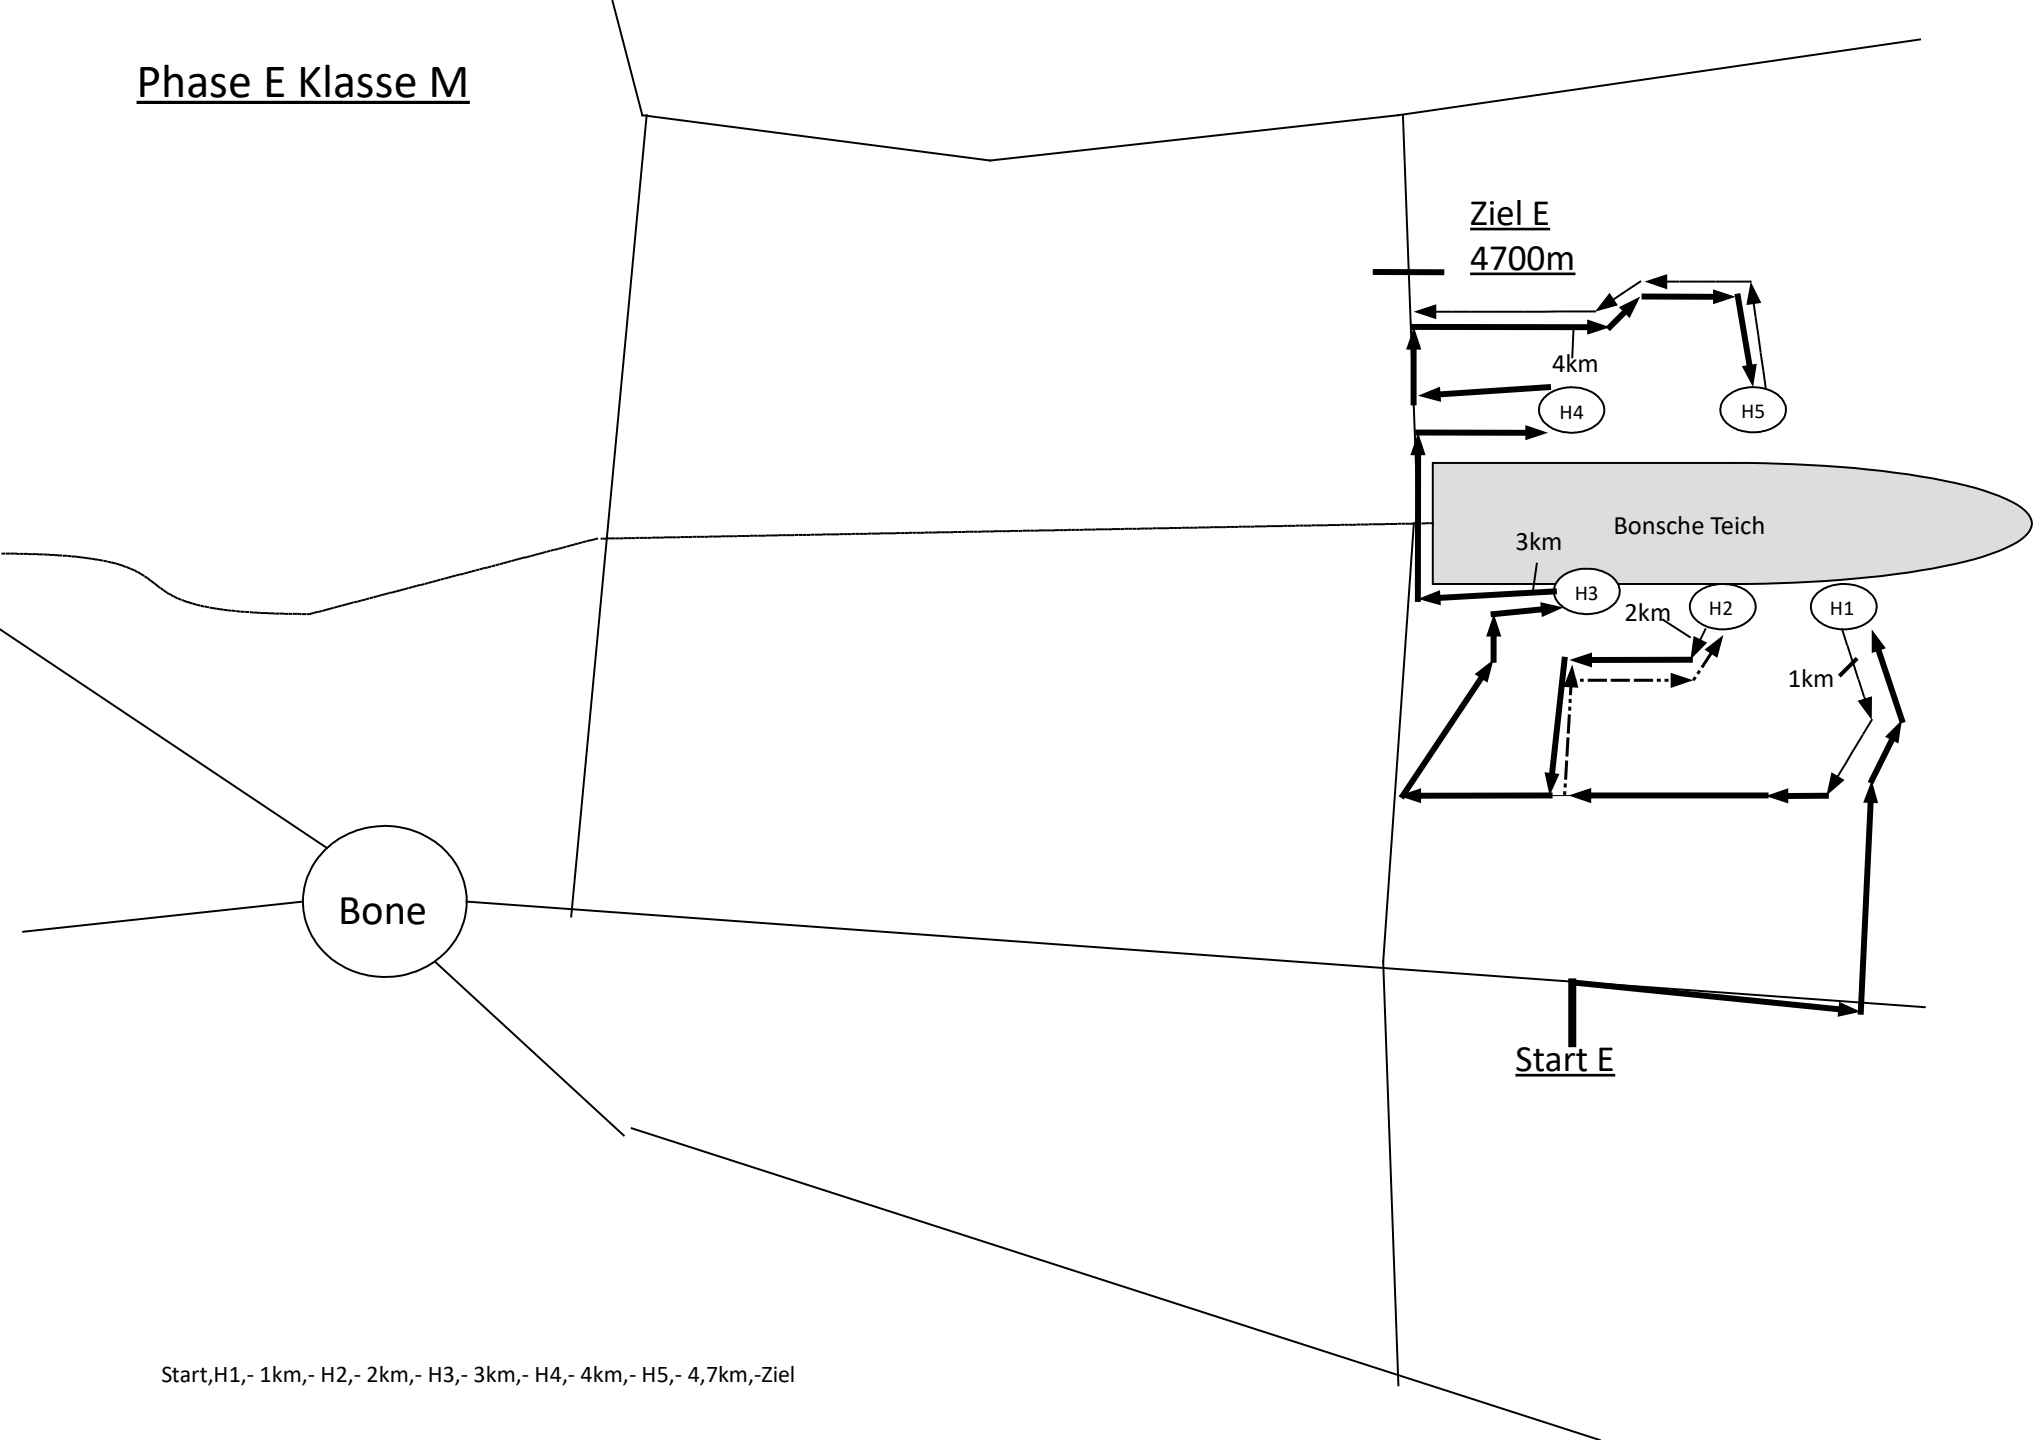 Phase E Klasse M
Ziel E
4700m
4km
H4
H5
Bonsche Teich
3km
H3
2km
H2
H1
1km
Bone
Start E
Start,H1,- 1km,- H2,- 2km,- H3,- 3km,- H4,- 4km,- H5,- 4,7km,-Ziel